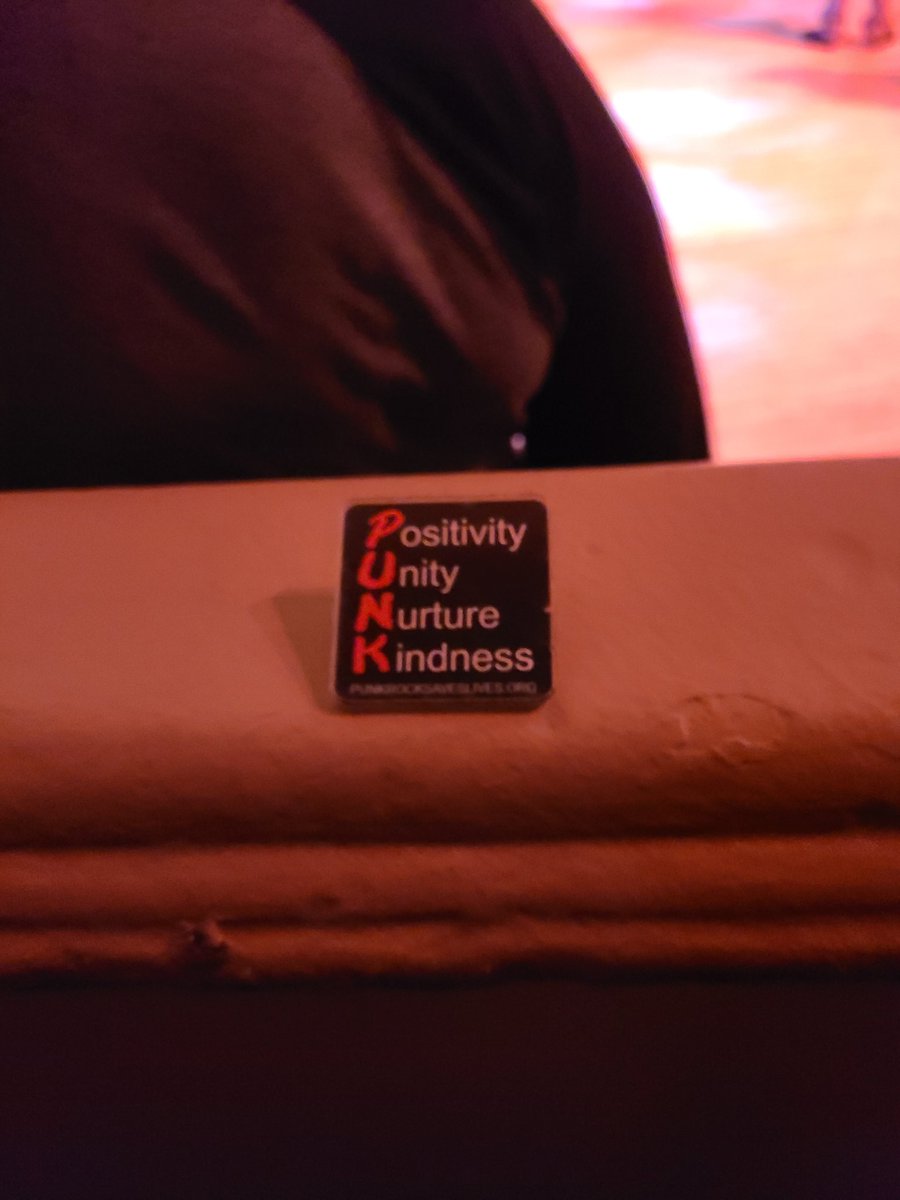 Positivity
Unity
Nurture
Kindness
PUNKROCKSAVESLIVES.ORG